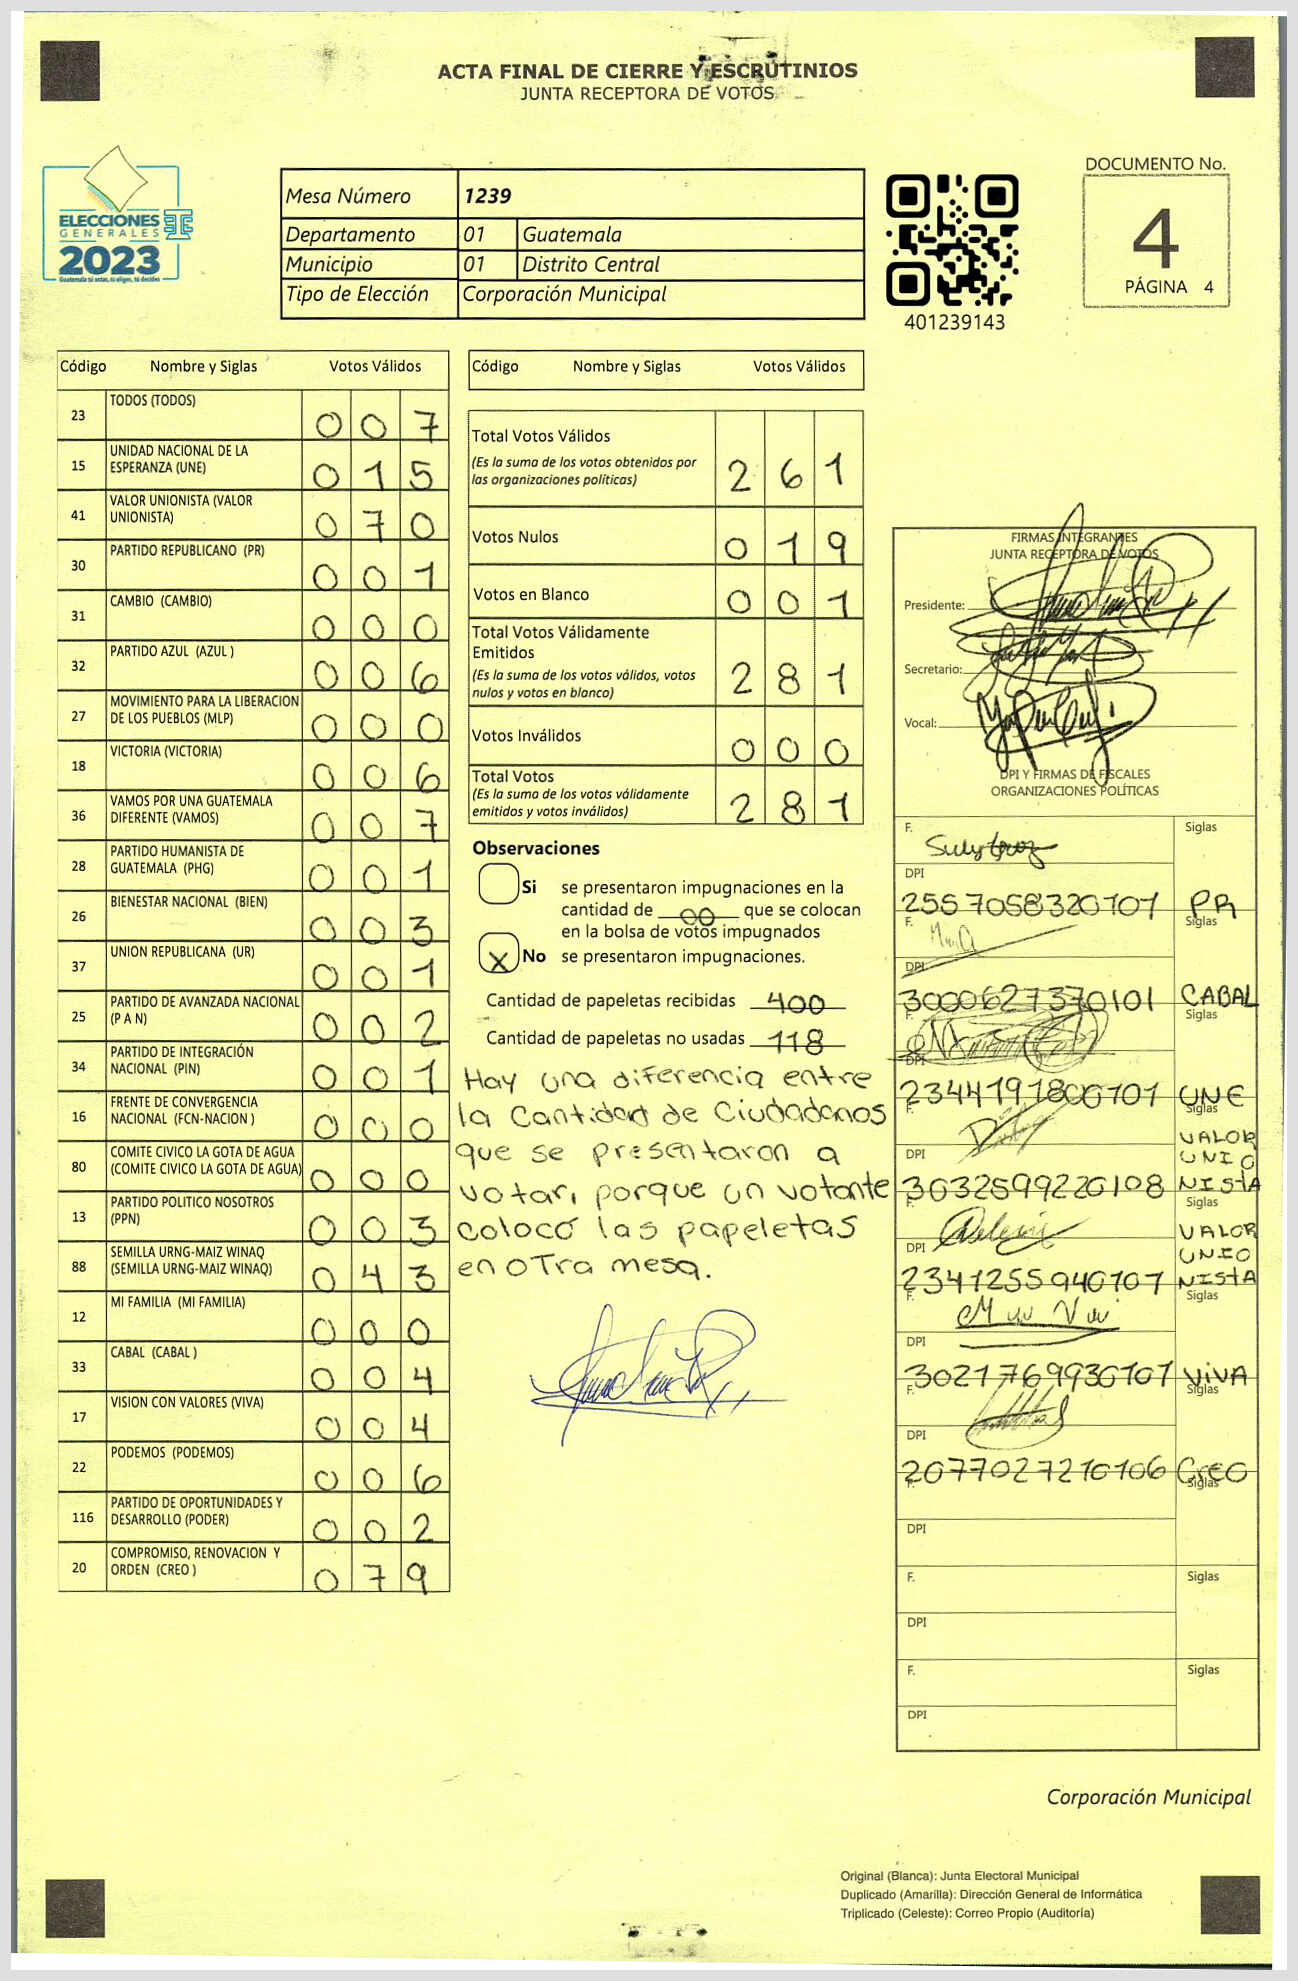 ACTA FINAL DE CIERRE Y ESCRUTINIOS
JUNTA RECEPTORA DE VOTOS
ELECCIONES
GENERALES
2023
Guatemala tú votas, tú eliges, tú decides
Mesa Número 1239
Departamento 01 Guatemala
Municipio 01 Distrito Central
Tipo de Elección Corporación Municipal
401239143
DOCUMENTO No.
4
PÁGINA 4
Código Nombre y Siglas Votos Válidos
23 TODOS (TODOS) 0 0 7
15 UNIDAD NACIONAL DE LA ESPERANZA (UNE) 0 1 5
41 VALOR UNIONISTA (VALOR UNIONISTA) 0 7 0
30 PARTIDO REPUBLICANO (PR) 0 0 1
31 CAMBIO (CAMBIO) 0 0 0
32 PARTIDO AZUL (AZUL ) 0 0 6
27 MOVIMIENTO PARA LA LIBERACION DE LOS PUEBLOS (MLP) 0 0 0
18 VICTORIA (VICTORIA) 0 0 6
36 VAMOS POR UNA GUATEMALA DIFERENTE (VAMOS) 0 0 7
28 PARTIDO HUMANISTA DE GUATEMALA (PHG) 0 0 1
26 BIENESTAR NACIONAL (BIEN) 0 0 3
37 UNION REPUBLICANA (UR) 0 0 1
25 PARTIDO DE AVANZADA NACIONAL (P A N) 0 0 2
34 PARTIDO DE INTEGRACIÓN NACIONAL (PIN) 0 0 1
16 FRENTE DE CONVERGENCIA NACIONAL (FCN-NACION ) 0 0 0
80 COMITE CIVICO LA GOTA DE AGUA (COMITE CIVICO LA GOTA DE AGUA) 0 0 0
13 PARTIDO POLITICO NOSOTROS (PPN) 0 0 3
88 SEMILLA URNG-MAIZ WINAQ (SEMILLA URNG-MAIZ WINAQ) 0 4 3
12 MI FAMILIA (MI FAMILIA) 0 0 0
33 CABAL (CABAL ) 0 0 4
17 VISION CON VALORES (VIVA) 0 0 4
22 PODEMOS (PODEMOS) 0 0 6
116 PARTIDO DE OPORTUNIDADES Y DESARROLLO (PODER) 0 0 2
20 COMPROMISO, RENOVACION Y ORDEN (CREO ) 0 7 9
Código Nombre y Siglas Votos Válidos
Total Votos Válidos 2 6 1
(Es la suma de los votos obtenidos por
las organizaciones políticas)
Votos Nulos 0 1 9
Votos en Blanco 0 0 1
Total Votos Válidamente
Emitidos 2 8 1
(Es la suma de los votos válidos, votos
nulos y votos en blanco)
Votos Inválidos 0 0 0
Total Votos 2 8 1
(Es la suma de los votos válidamente
emitidos y votos inválidos)
Observaciones
Si se presentaron impugnaciones en la
cantidad de 00 que se colocan
en la bolsa de votos impugnados
X No se presentaron impugnaciones.
Cantidad de papeletas recibidas 400
Cantidad de papeletas no usadas 118
Hay una diferencia entre
la Cantidad de Ciudadanos
que se presentaron a
votar, porque un votante
colocó las papeletas
en otra mesa.
FIRMAS INTEGRANTES
JUNTA RECEPTORA DE VOTOS
Presidente:
Secretario:
Vocal:
DPI Y FIRMAS DE FISCALES
ORGANIZACIONES POLÍTICAS
F. Siglas
DPI
2557058320101 PR
F. Siglas
DPI
3000627370101 CABAL
F. Siglas
DPI
2344191800101 UNE
F. Siglas
DPI
3032599220108 VALOR UNIONISTA
F. Siglas
DPI
2341255940101 VALOR UNIONISTA
F. Siglas
DPI
3021769930101 VIVA
F. Siglas
DPI
2077027210106 Creo
F. Siglas
DPI
F. Siglas
DPI
F. Siglas
DPI
Corporación Municipal
Original (Blanca): Junta Electoral Municipal
Duplicado (Amarilla): Dirección General de Informática
Triplicado (Celeste): Correo Propio (Auditoría)